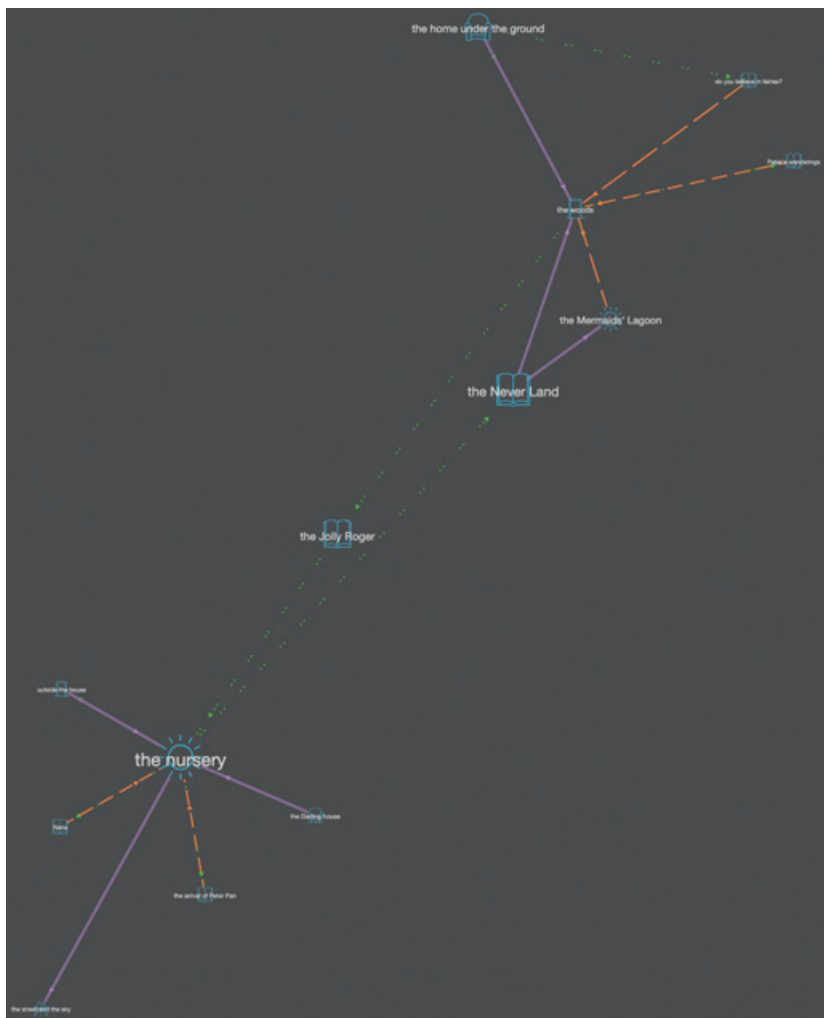 the home under the ground
do you believe in fairies?
Peter's wanderings
the woods
the Mermaids' Lagoon
the Never Land
the Jolly Roger
outside the house
the nursery
the Darling house
Nana
the arrival of Peter Pan
the street and the sky